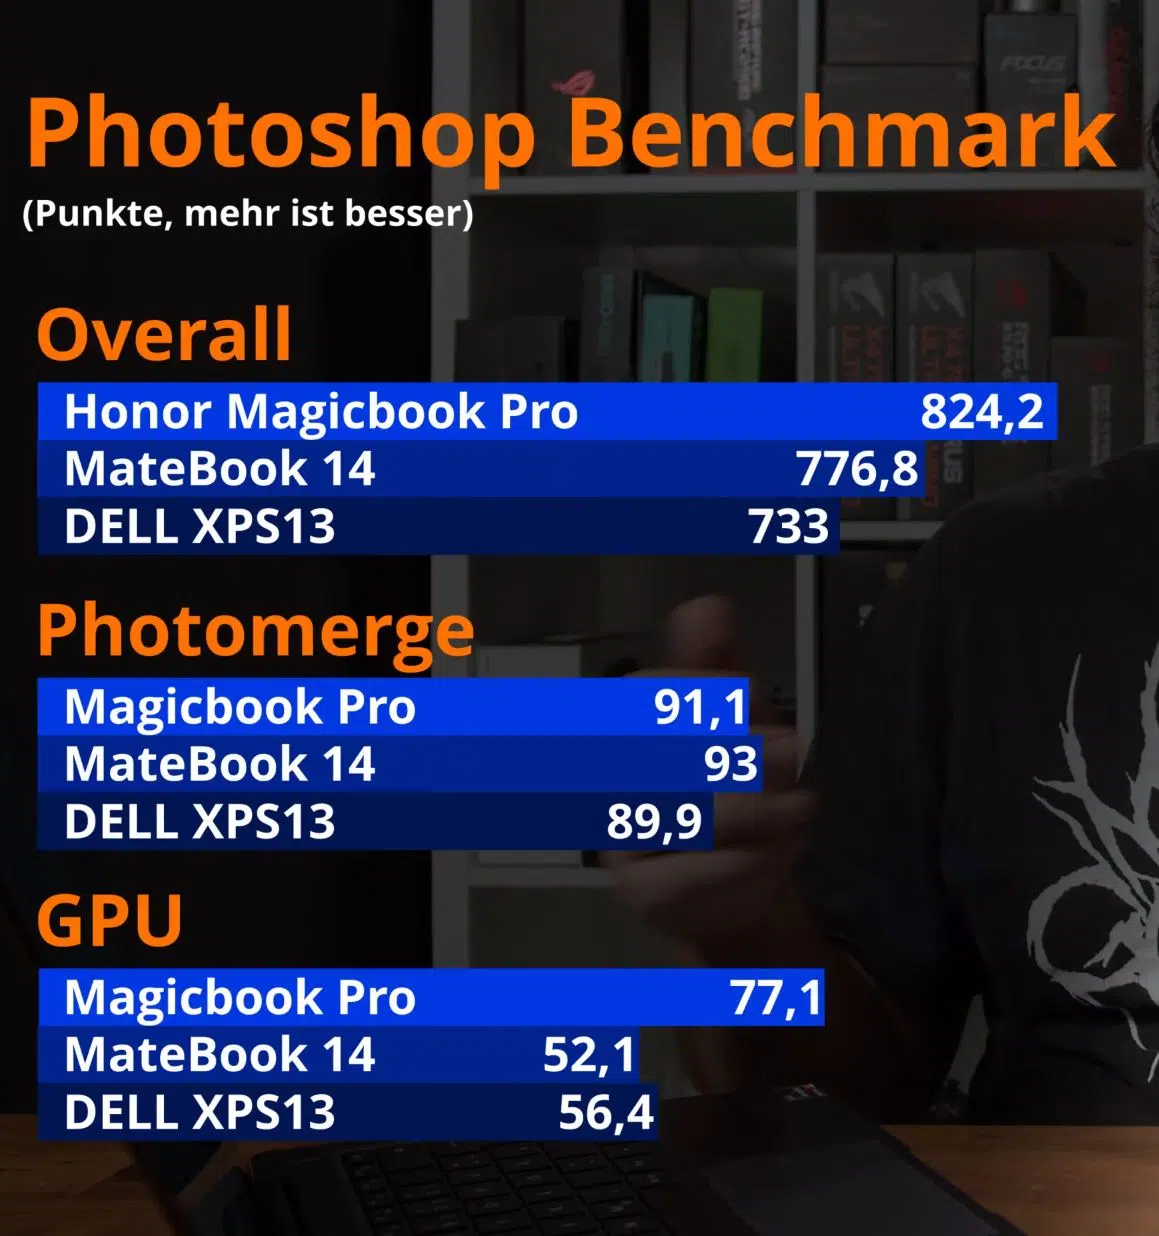 Photoshop Benchmark
(Punkte, mehr ist besser)
Overall
Honor Magicbook Pro 824,2
MateBook 14 776,8
DELL XPS13 733
Photomerge
Magicbook Pro 91,1
MateBook 14 93
DELL XPS13 89,9
GPU
Magicbook Pro 77,1
MateBook 14 52,1
DELL XPS13 56,4
FOCUS